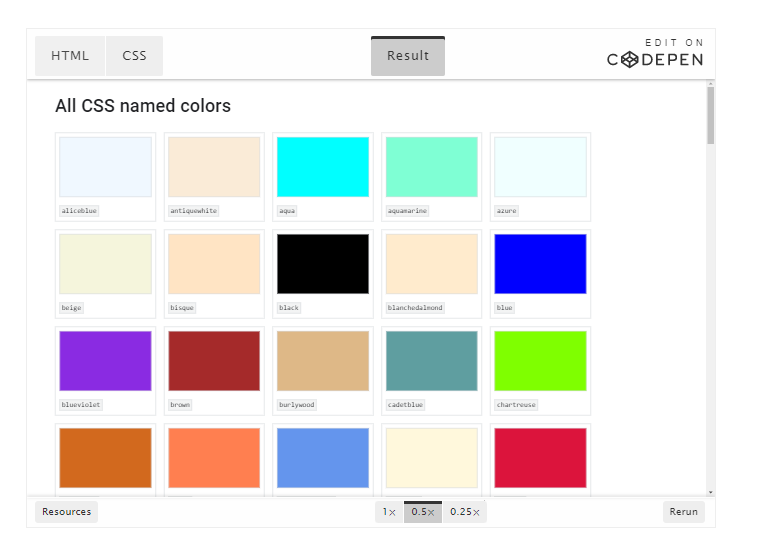 HTML CSS Result EDIT ON
CODEPEN
All CSS named colors
aliceblue antiquewhite aqua aquamarine azure
beige bisque black blanchedalmond blue
blueviolet brown burlywood cadetblue chartreuse
Resources 1× 0.5× 0.25× Rerun